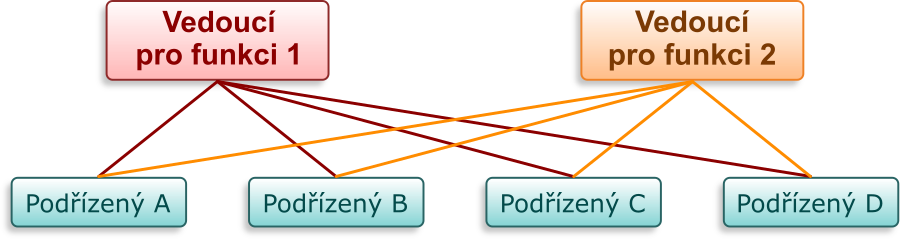 Vedoucí
pro funkci 1
Vedoucí
pro funkci 2
Podřízený A
Podřízený B
Podřízený C
Podřízený D